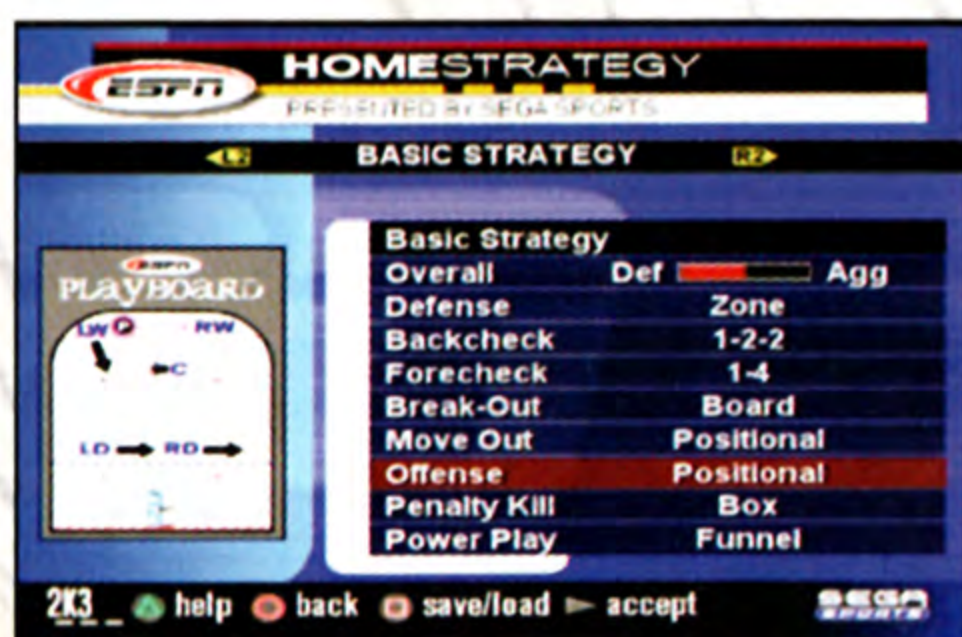 ESPN HOMESTRATEGY
PRESENTED BY SEGA SPORTS
L2 BASIC STRATEGY R2
Basic Strategy
Overall Def Agg
Defense Zone
Backcheck 1-2-2
Forecheck 1-4
Break-Out Board
Move Out Positional
Offense Positional
Penalty Kill Box
Power Play Funnel
ESPN
PLAYBOARD
LW RW
C
LD RD
2K3 help back save/load accept
SEGA
SPORTS